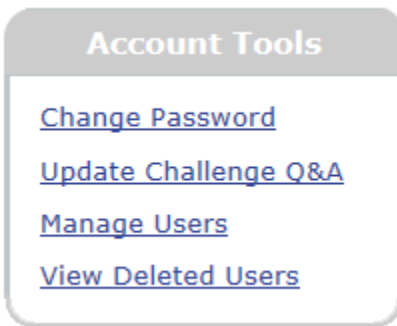 Account Tools
Change Password
Update Challenge Q&A
Manage Users
View Deleted Users